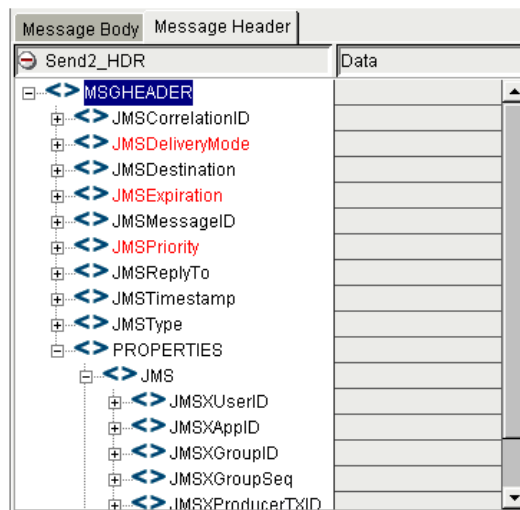 Message Body Message Header
Send2_HDR Data
MSGHEADER
JMSCorrelationID
JMSDeliveryMode
JMSDestination
JMSExpiration
JMSMessageID
JMSPriority
JMSReplyTo
JMSTimestamp
JMSType
PROPERTIES
JMS
JMSXUserID
JMSXAppID
JMSXGroupID
JMSXGroupSeq
JMSXProducerTXID